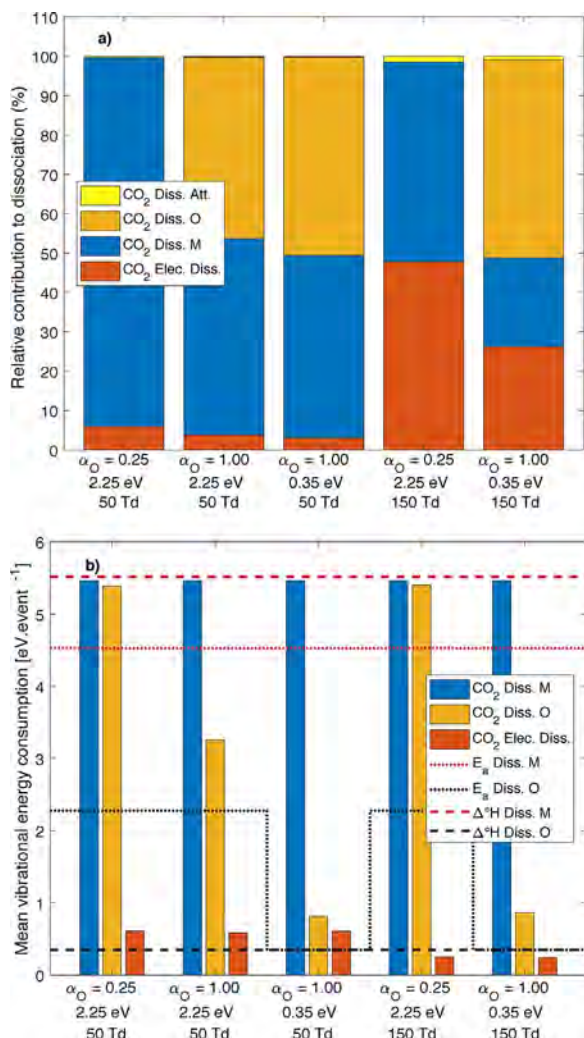 110
a)
100
90
80
70
60
50
40
30
20
10
0
Relative contribution to dissociation (%)
CO2 Diss. Att.
CO2 Diss. O
CO2 Diss. M
CO2 Elec. Diss.
αO = 0.25 αO = 1.00 αO = 1.00 αO = 0.25 αO = 1.00
2.25 eV 2.25 eV 0.35 eV 2.25 eV 0.35 eV
50 Td 50 Td 50 Td 150 Td 150 Td
6
b)
5
4
3
2
1
0
Mean vibrational energy consumption [eV.event -1]
CO2 Diss. M
CO2 Diss. O
CO2 Elec. Diss.
Ea Diss. M
Ea Diss. O
Δ°H Diss. M
Δ°H Diss. O
αO = 0.25 αO = 1.00 αO = 1.00 αO = 0.25 αO = 1.00
2.25 eV 2.25 eV 0.35 eV 2.25 eV 0.35 eV
50 Td 50 Td 50 Td 150 Td 150 Td